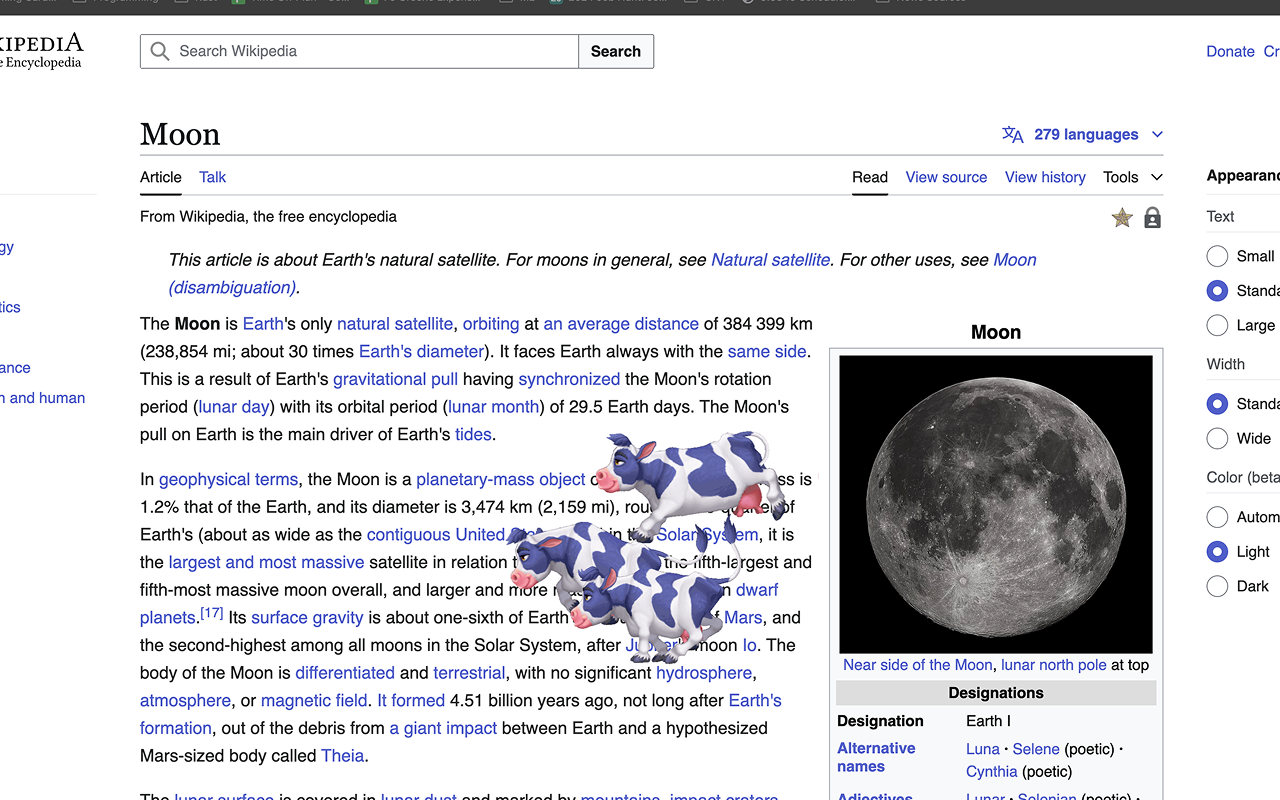 Programming
KIPEDIA
e Encyclopedia
Search Wikipedia
Search
Donate Cr
Moon
279 languages
Article Talk
Read View source View history Tools
From Wikipedia, the free encyclopedia
This article is about Earth's natural satellite. For moons in general, see Natural satellite. For other uses, see Moon
(disambiguation).
The Moon is Earth's only natural satellite, orbiting at an average distance of 384 399 km
(238,854 mi; about 30 times Earth's diameter). It faces Earth always with the same side.
This is a result of Earth's gravitational pull having synchronized the Moon's rotation
period (lunar day) with its orbital period (lunar month) of 29.5 Earth days. The Moon's
pull on Earth is the main driver of Earth's tides.
In geophysical terms, the Moon is a planetary-mass object ss is
1.2% that of the Earth, and its diameter is 3,474 km (2,159 mi), of
Earth's (about as wide as the contiguous United in the Solar System, it is
the largest and most massive satellite in relation the fifth-largest and
fifth-most massive moon overall, and larger and more n dwarf
planets.[17] Its surface gravity is about one-sixth of Earth of Mars, and
the second-highest among all moons in the Solar System, after Jupiter's moon Io. The
body of the Moon is differentiated and terrestrial, with no significant hydrosphere,
atmosphere, or magnetic field. It formed 4.51 billion years ago, not long after Earth's
formation, out of the debris from a giant impact between Earth and a hypothesized
Mars-sized body called Theia.
The lunar surface is covered in lunar dust and marked by mountains, impact craters,
Moon
Near side of the Moon, lunar north pole at top
Designations
Designation Earth I
Alternative names Luna · Selene (poetic) ·
Cynthia (poetic)
Adjectives Lunar · Selenian (poetic) ·
gy
tics
ance
n and human
Appearanc
Text
Small
Standa
Large
Width
Standa
Wide
Color (beta
Autom
Light
Dark